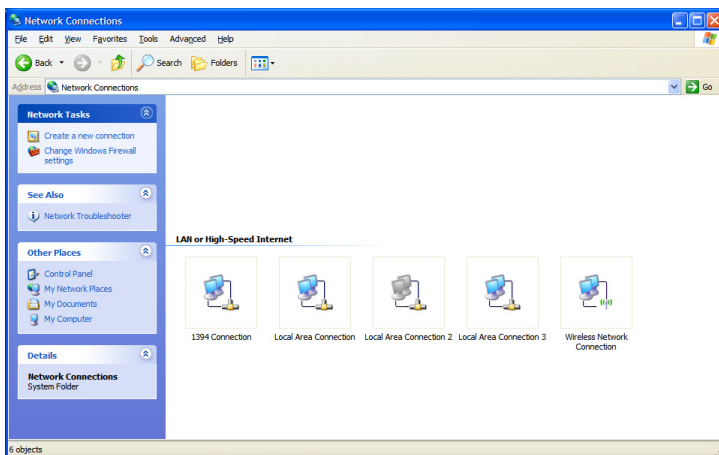 Network Connections
File Edit View Favorites Tools Advanced Help
Back Search Folders
Address Network Connections Go
Network Tasks
Create a new connection
Change Windows Firewall
settings
See Also
Network Troubleshooter
Other Places
Control Panel
My Network Places
My Documents
My Computer
Details
Network Connections
System Folder
LAN or High-Speed Internet
1394 Connection
Local Area Connection
Local Area Connection 2
Local Area Connection 3
Wireless Network
Connection
6 objects